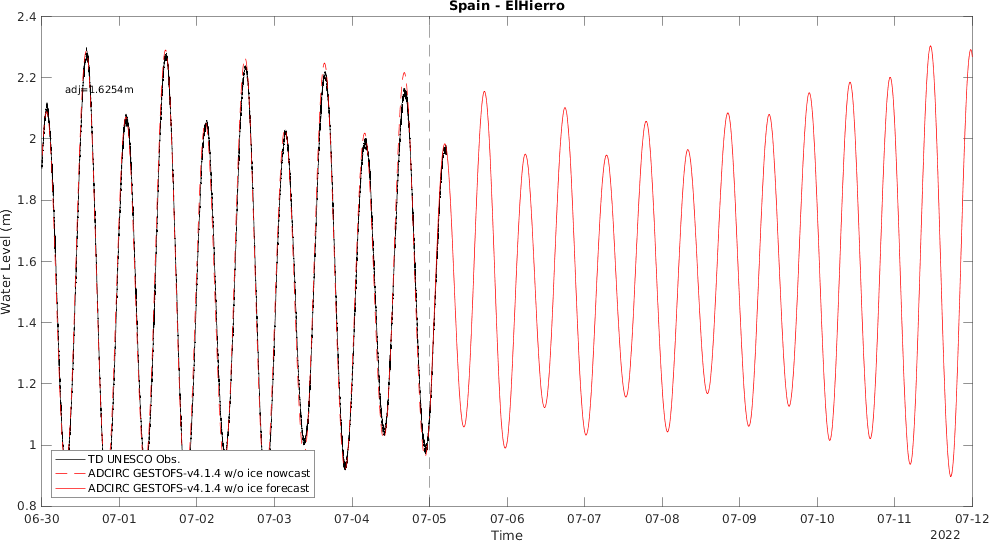 Spain - ElHierro
2.4
2.2
2
1.8
1.6
1.4
1.2
1
0.8
Water Level (m)
adj=1.6254m
TD UNESCO Obs.
ADCIRC GESTOFS-v4.1.4 w/o ice nowcast
ADCIRC GESTOFS-v4.1.4 w/o ice forecast
06-30 07-01 07-02 07-03 07-04 07-05 07-06 07-07 07-08 07-09 07-10 07-11 07-12
Time
2022